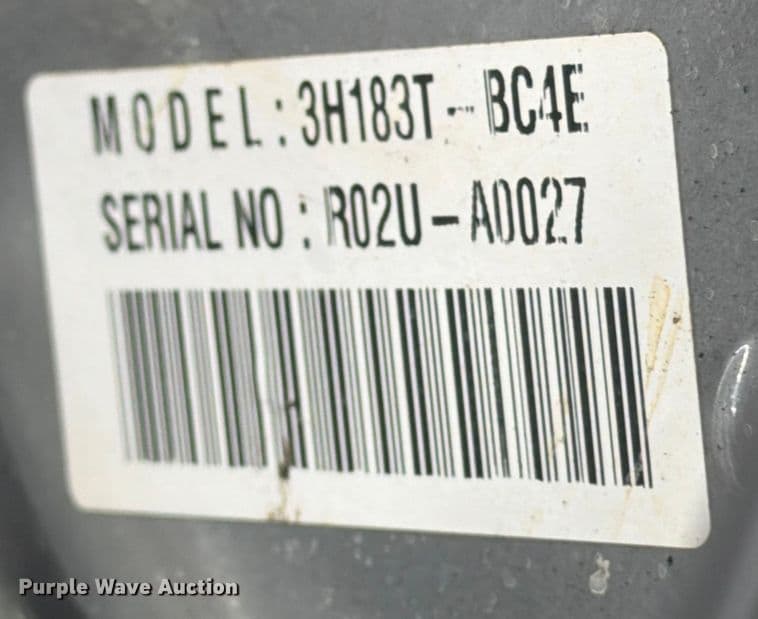 MODEL: 3H183T-BC4E
SERIAL NO: R02U-A0027
Purple Wave Auction